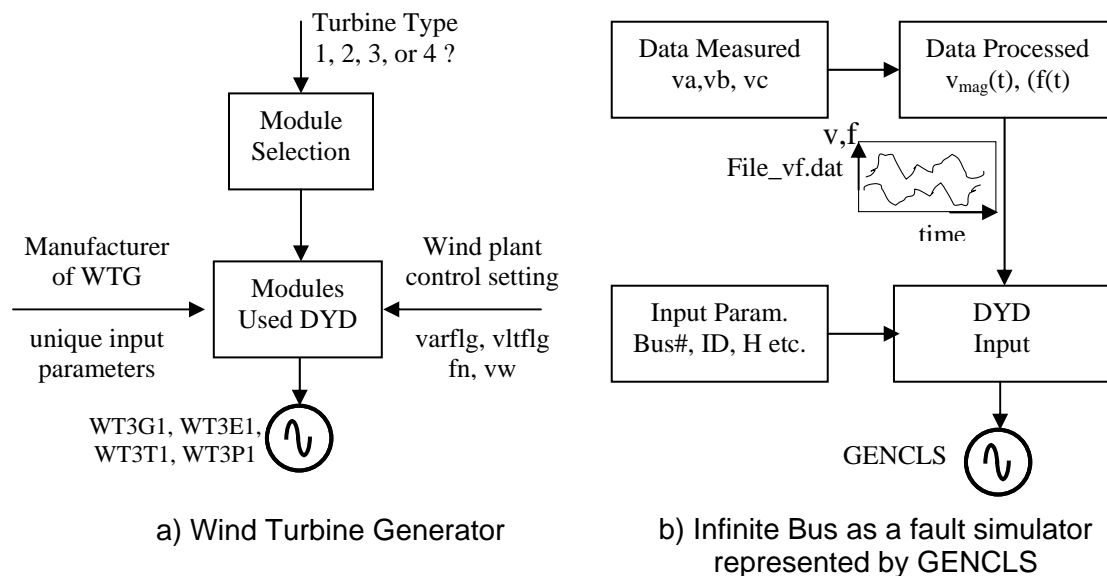 Turbine Type
1, 2, 3, or 4 ?
Module
Selection
Manufacturer
of WTG
unique input
parameters
Modules
Used DYD
Wind plant
control setting
varflg, vltflg
fn, vw
WT3G1, WT3E1,
WT3T1, WT3P1
a) Wind Turbine Generator
Data Measured
va,vb, vc
Data Processed
vmag(t), (f(t)
v,f
File_vf.dat
time
Input Param.
Bus#, ID, H etc.
DYD
Input
GENCLS
b) Infinite Bus as a fault simulator
represented by GENCLS